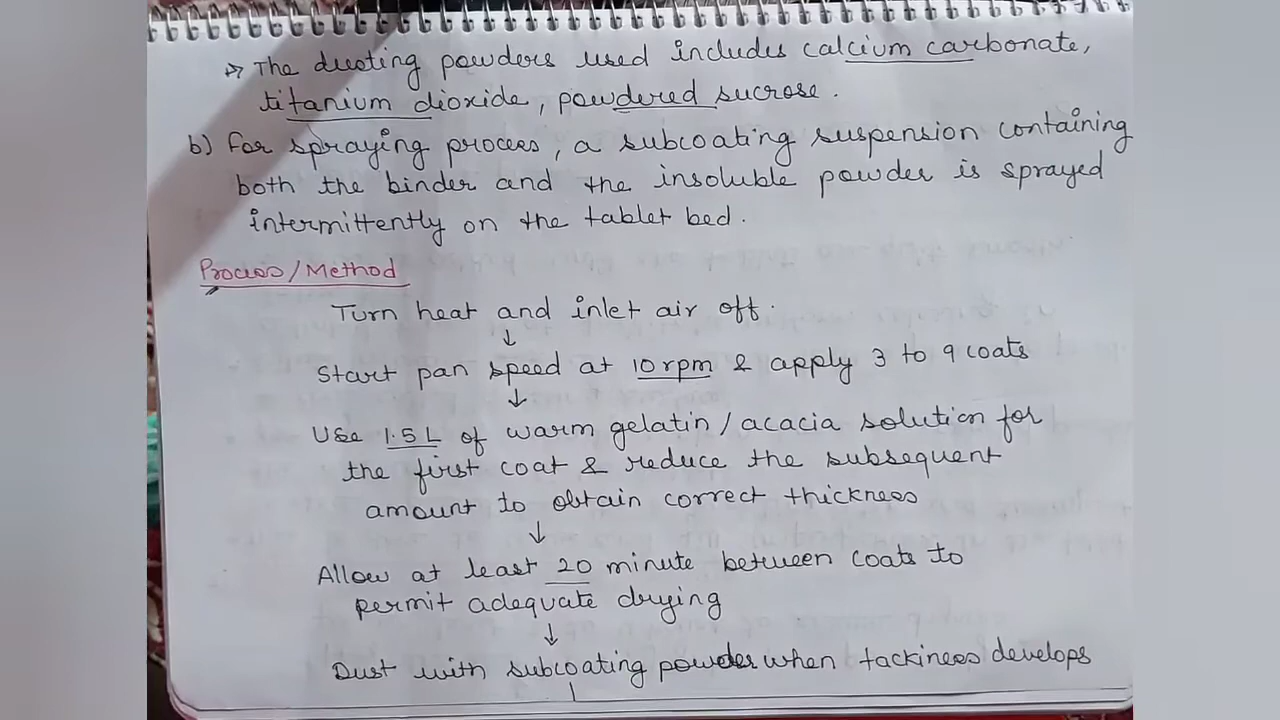 → The dusting powders used includes calcium carbonate,
titanium dioxide, powdered sucrose.
b) For spraying process, a subcoating suspension containing
both the binder and the insoluble powder is sprayed
intermittently on the tablet bed.
Process/Method
Turn heat and inlet air off.
↓
Start pan speed at 10 rpm & apply 3 to 9 coats
↓
Use 1.5 L of warm gelatin/acacia solution for
the first coat & reduce the subsequent
amount to obtain correct thickness
↓
Allow at least 20 minute between coats to
permit adequate drying
↓
Dust with subcoating powder when tackiness develops